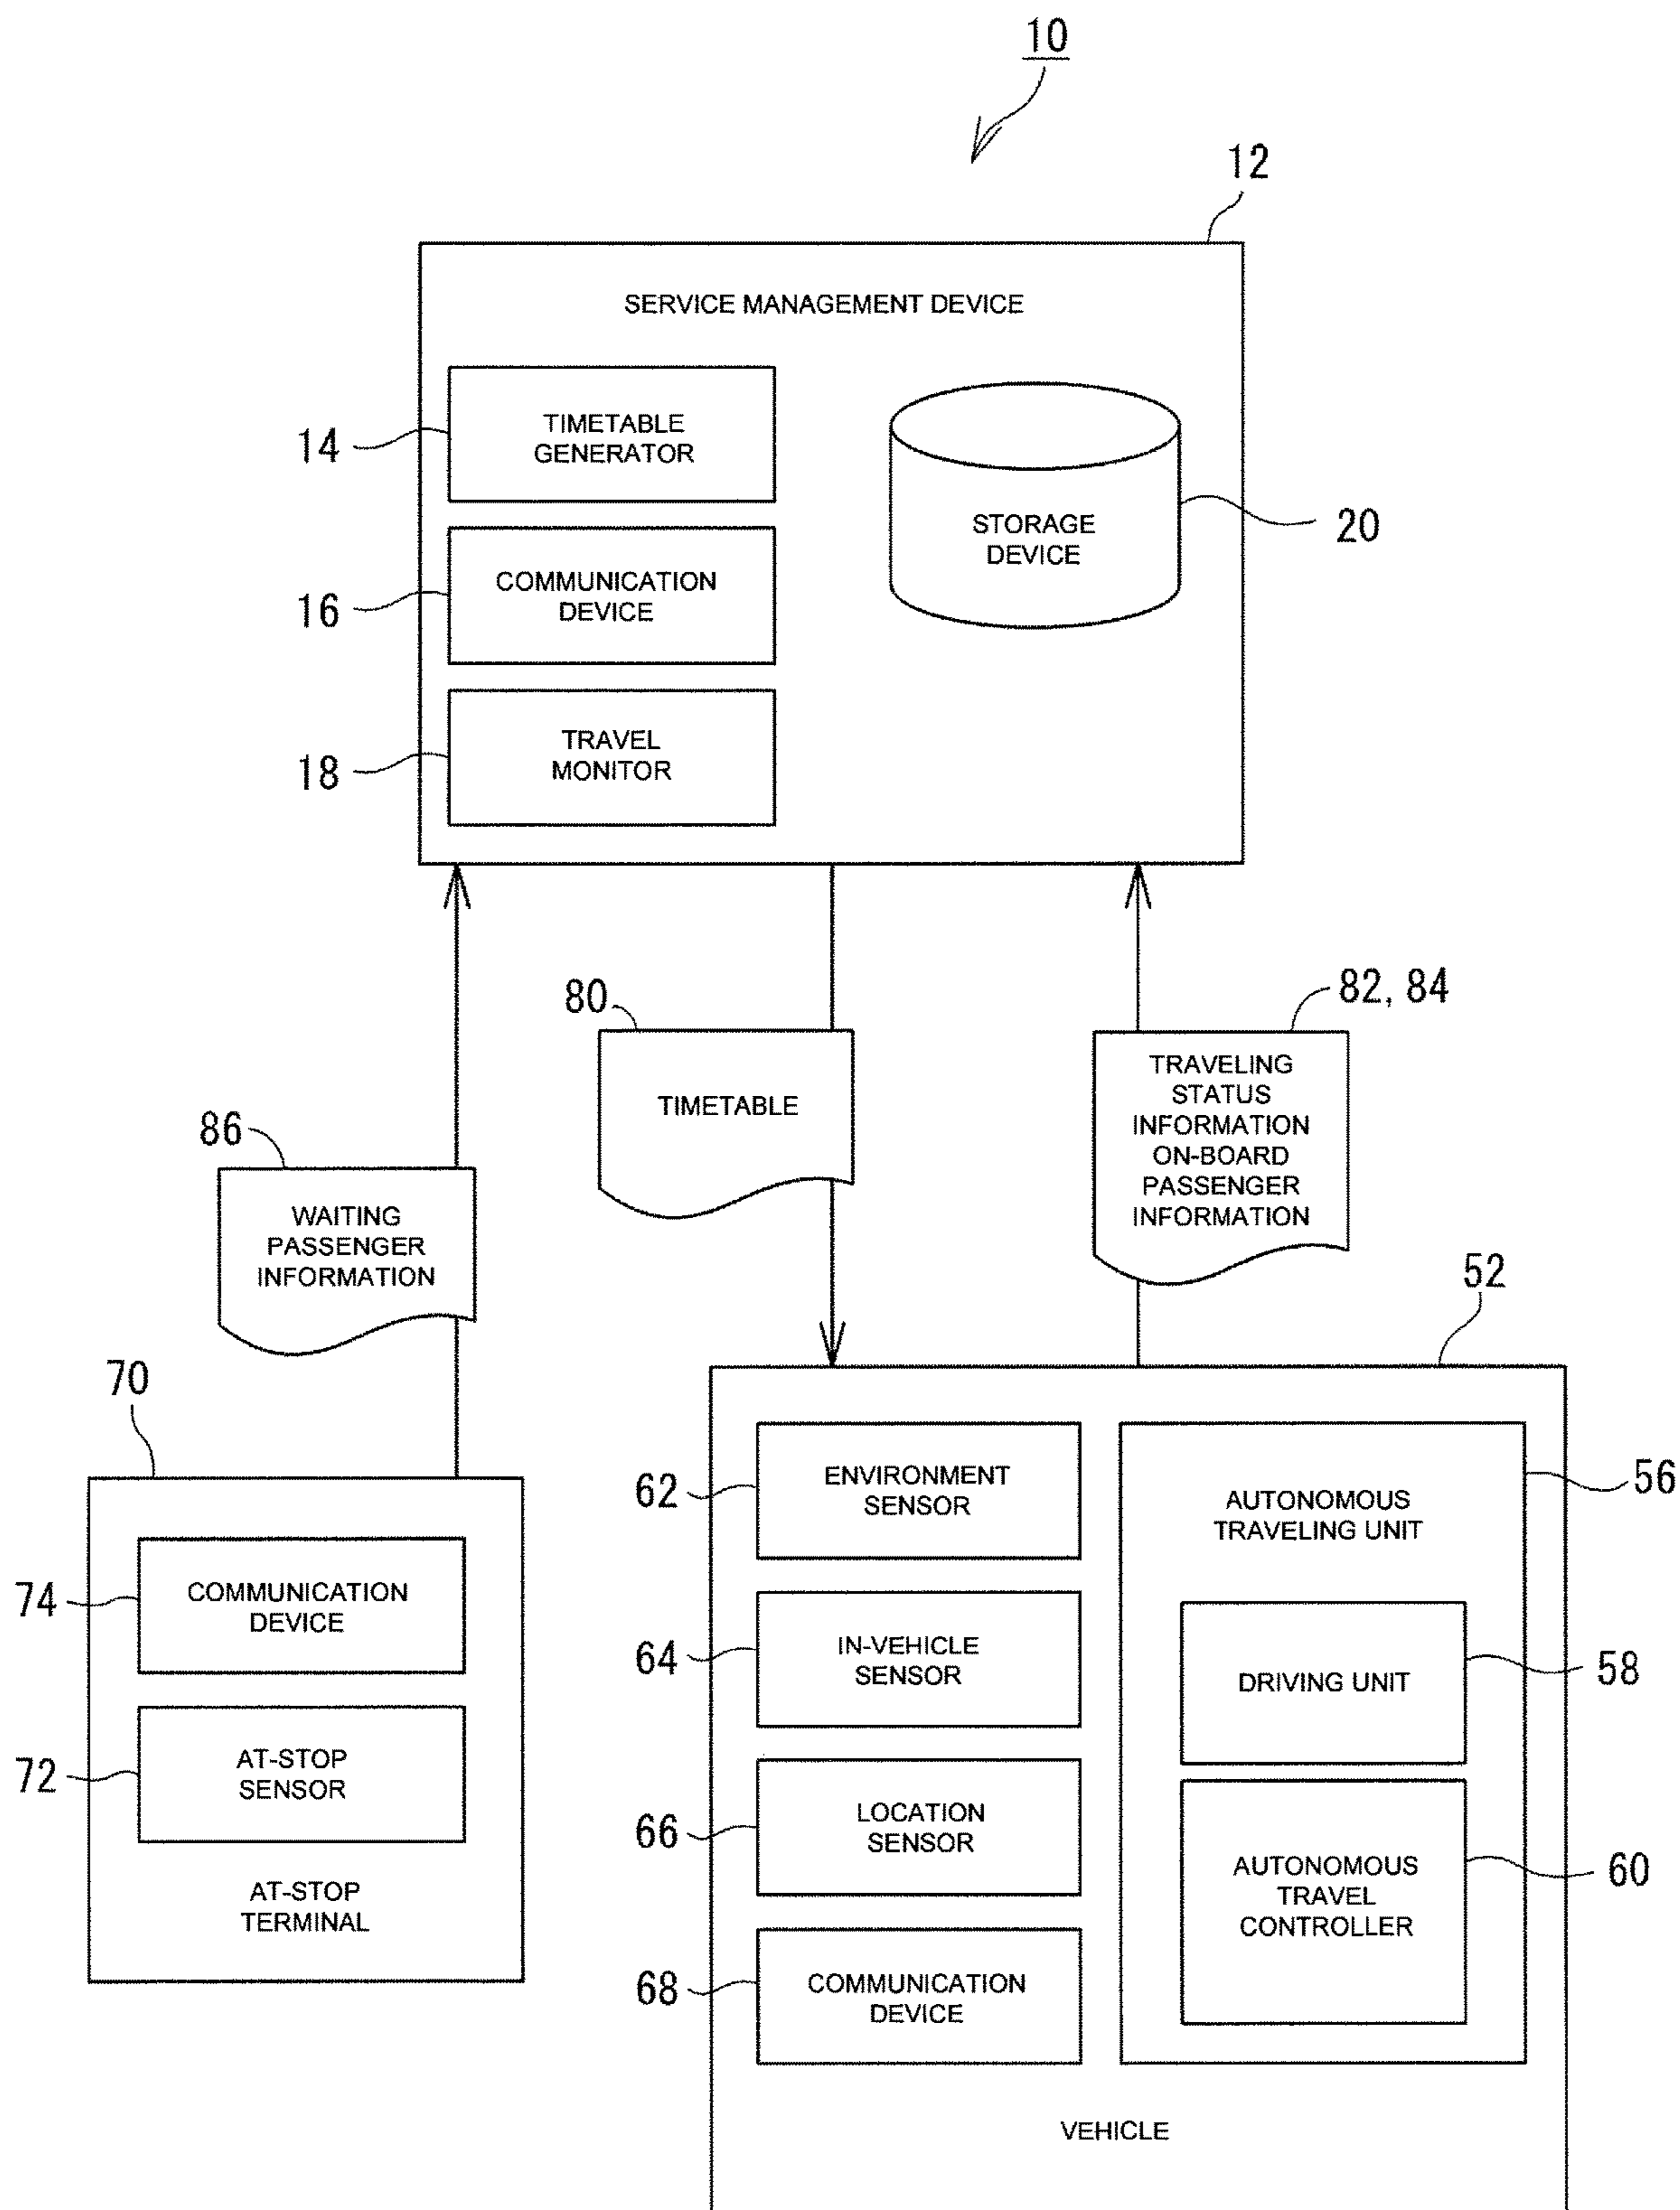 10
12
SERVICE MANAGEMENT DEVICE
14
TIMETABLE
GENERATOR
STORAGE
DEVICE
20
16
COMMUNICATION
DEVICE
18
TRAVEL
MONITOR
80
TIMETABLE
82, 84
TRAVELING
STATUS
INFORMATION
ON-BOARD
PASSENGER
INFORMATION
86
WAITING
PASSENGER
INFORMATION
52
70
74
COMMUNICATION
DEVICE
72
AT-STOP
SENSOR
AT-STOP
TERMINAL
62
ENVIRONMENT
SENSOR
64
IN-VEHICLE
SENSOR
66
LOCATION
SENSOR
68
COMMUNICATION
DEVICE
56
AUTONOMOUS
TRAVELING UNIT
DRIVING UNIT
58
AUTONOMOUS
TRAVEL
CONTROLLER
60
VEHICLE